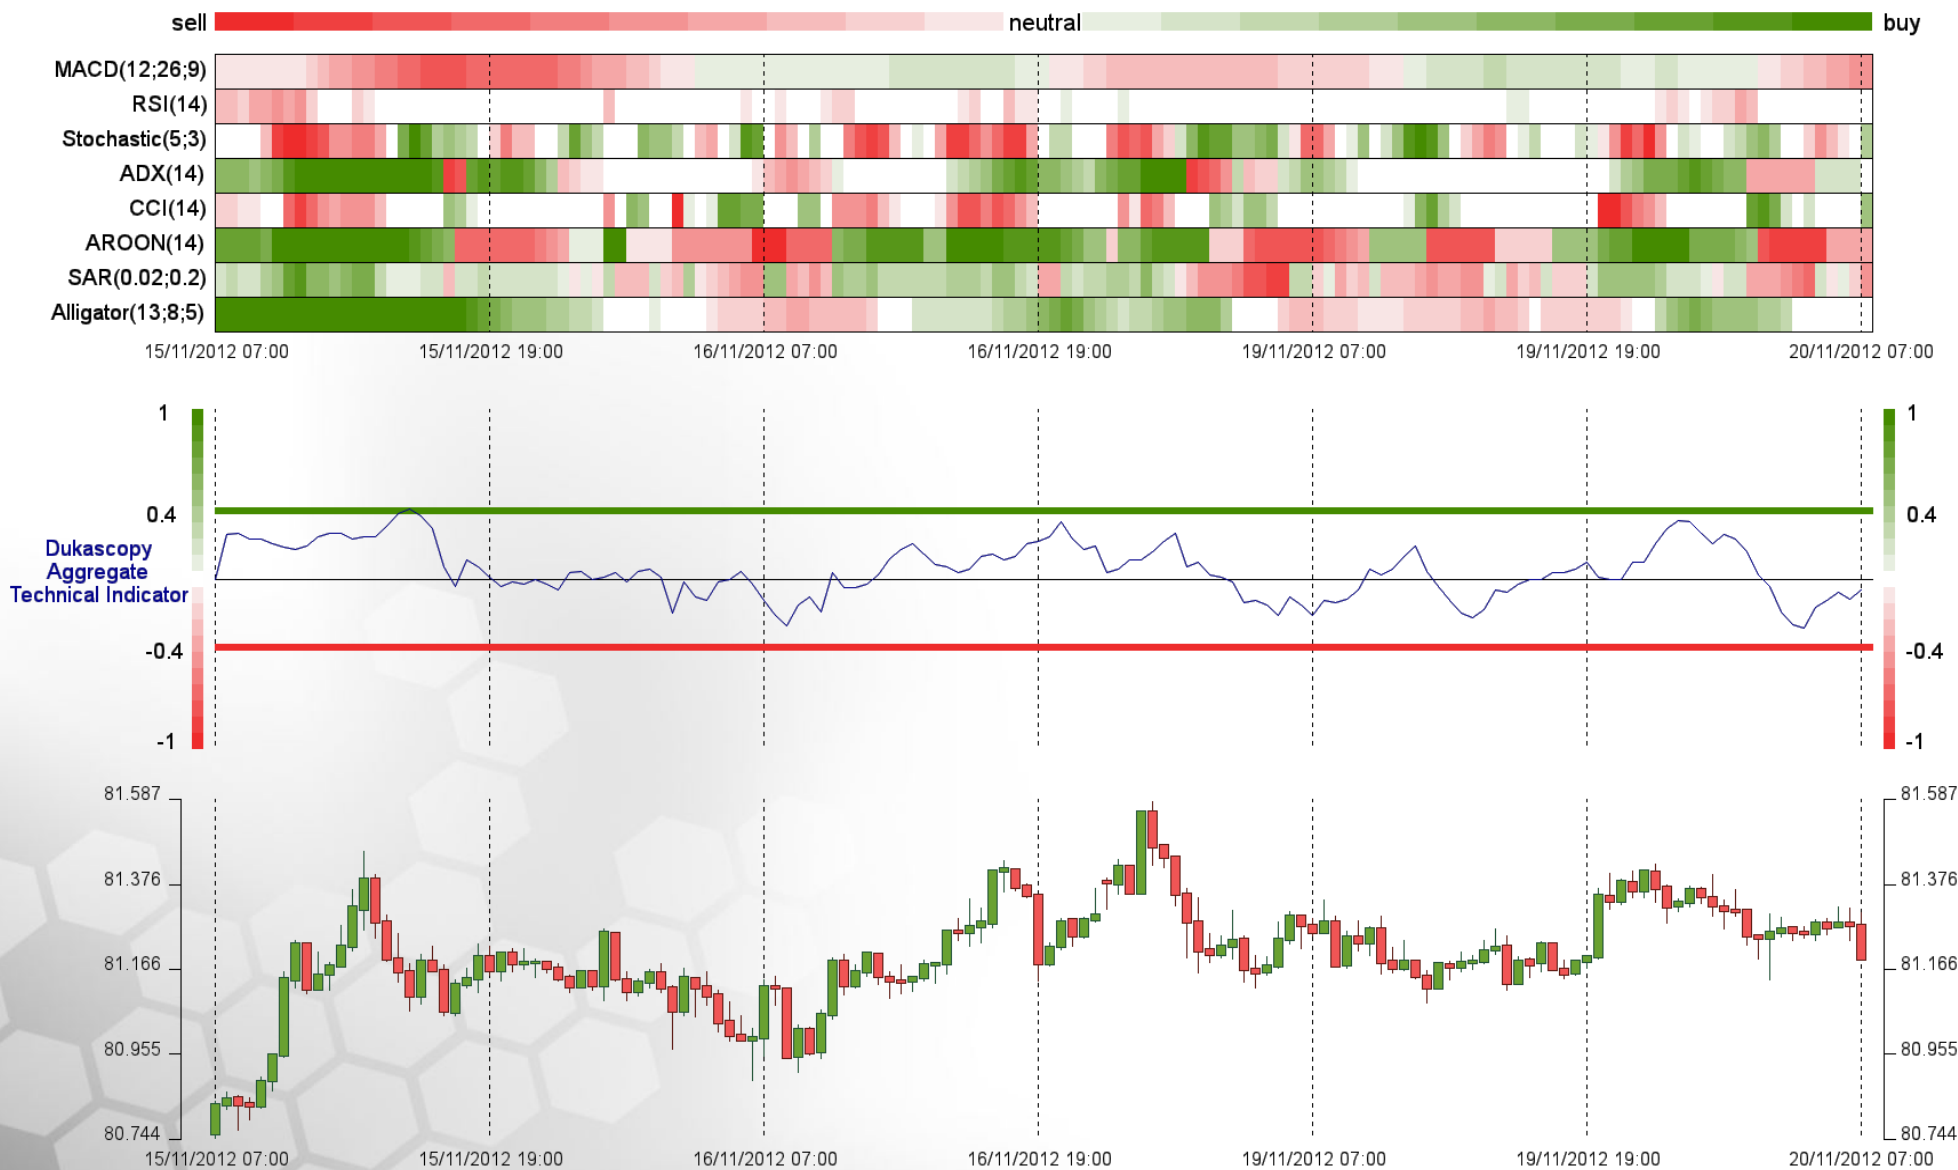 sell neutral buy
MACD(12;26;9)
RSI(14)
Stochastic(5;3)
ADX(14)
CCI(14)
AROON(14)
SAR(0.02;0.2)
Alligator(13;8;5)
15/11/2012 07:00 15/11/2012 19:00 16/11/2012 07:00 16/11/2012 19:00 19/11/2012 07:00 19/11/2012 19:00 20/11/2012 07:00
1 1
0.4 0.4
Dukascopy
Aggregate
Technical Indicator
-0.4 -0.4
-1 -1
81.587 81.587
81.376 81.376
81.166 81.166
80.955 80.955
80.744 80.744
15/11/2012 07:00 15/11/2012 19:00 16/11/2012 07:00 16/11/2012 19:00 19/11/2012 07:00 19/11/2012 19:00 20/11/2012 07:00